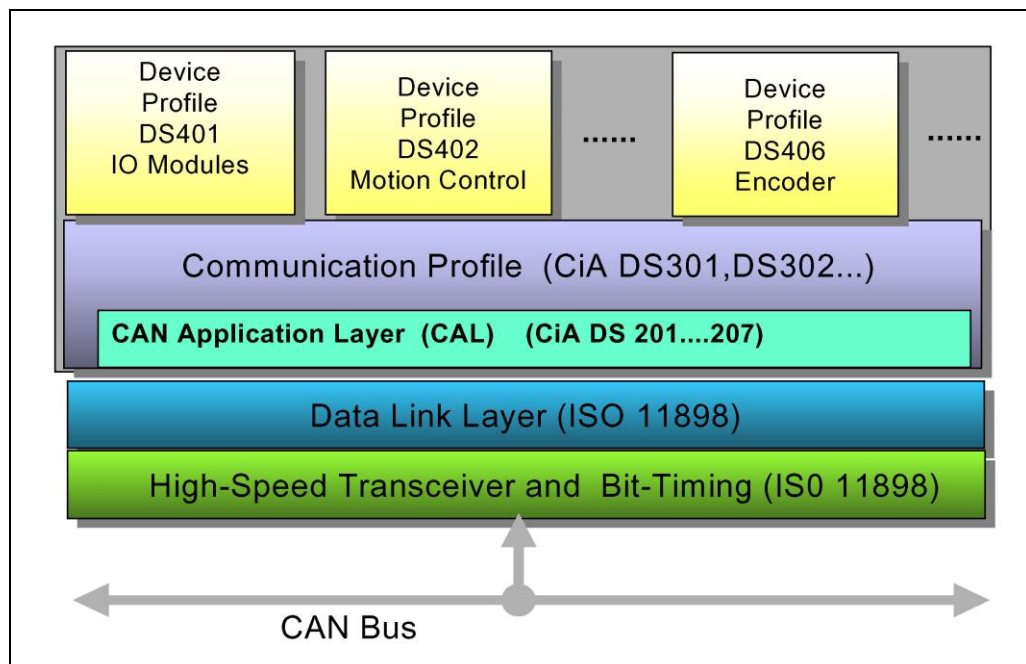 Device
Profile
DS401
IO Modules
Device
Profile
DS402
Motion Control
......
Device
Profile
DS406
Encoder
......
Communication Profile (CiA DS301,DS302...)
CAN Application Layer (CAL) (CiA DS 201....207)
Data Link Layer (ISO 11898)
High-Speed Transceiver and Bit-Timing (IS0 11898)
CAN Bus